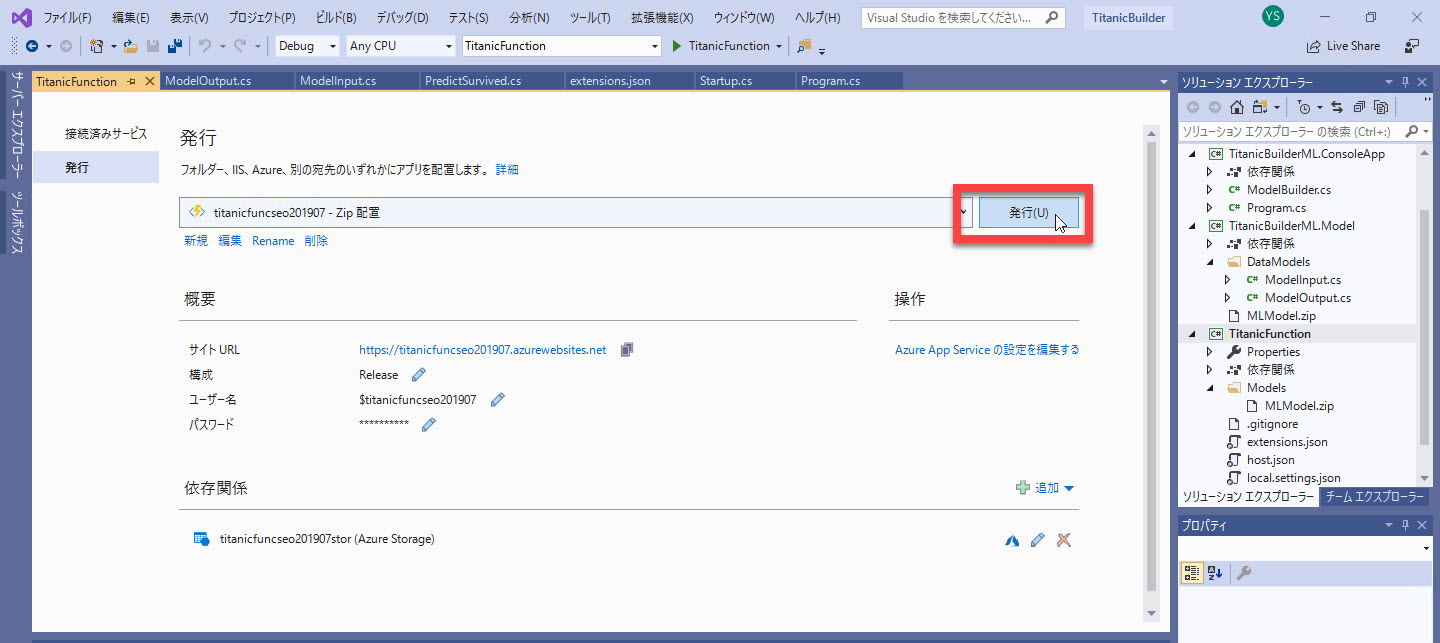 ファイル(F) 編集(E) 表示(V) プロジェクト(P) ビルド(B) デバッグ(D) テスト(S) 分析(N) ツール(T) 拡張機能(X) ウィンドウ(W) ヘルプ(H) Visual Studio を検索してください... TitanicBuilder YS
Debug Any CPU TitanicFunction TitanicFunction Live Share
サーバー エクスプローラー
ツールボックス
TitanicFunction ModelOutput.cs ModelInput.cs PredictSurvived.cs extensions.json Startup.cs Program.cs
接続済みサービス
発行
発行
フォルダー、IIS、Azure、別の宛先のいずれかにアプリを配置します。 詳細
titanicfuncseo201907 - Zip 配置
発行(U)
新規 編集 Rename 削除
概要
サイト URL https://titanicfuncseo201907.azurewebsites.net
構成 Release
ユーザー名 $titanicfuncseo201907
パスワード **********
操作
Azure App Service の設定を編集する
依存関係
追加
titanicfuncseo201907stor (Azure Storage)
ソリューション エクスプローラー
ソリューション エクスプローラー の検索 (Ctrl+:)
TitanicBuilderML.ConsoleApp
依存関係
ModelBuilder.cs
Program.cs
TitanicBuilderML.Model
依存関係
DataModels
ModelInput.cs
ModelOutput.cs
MLModel.zip
TitanicFunction
Properties
依存関係
Models
MLModel.zip
.gitignore
extensions.json
host.json
local.settings.json
ソリューション エクスプローラー チーム エクスプローラー
プロパティ